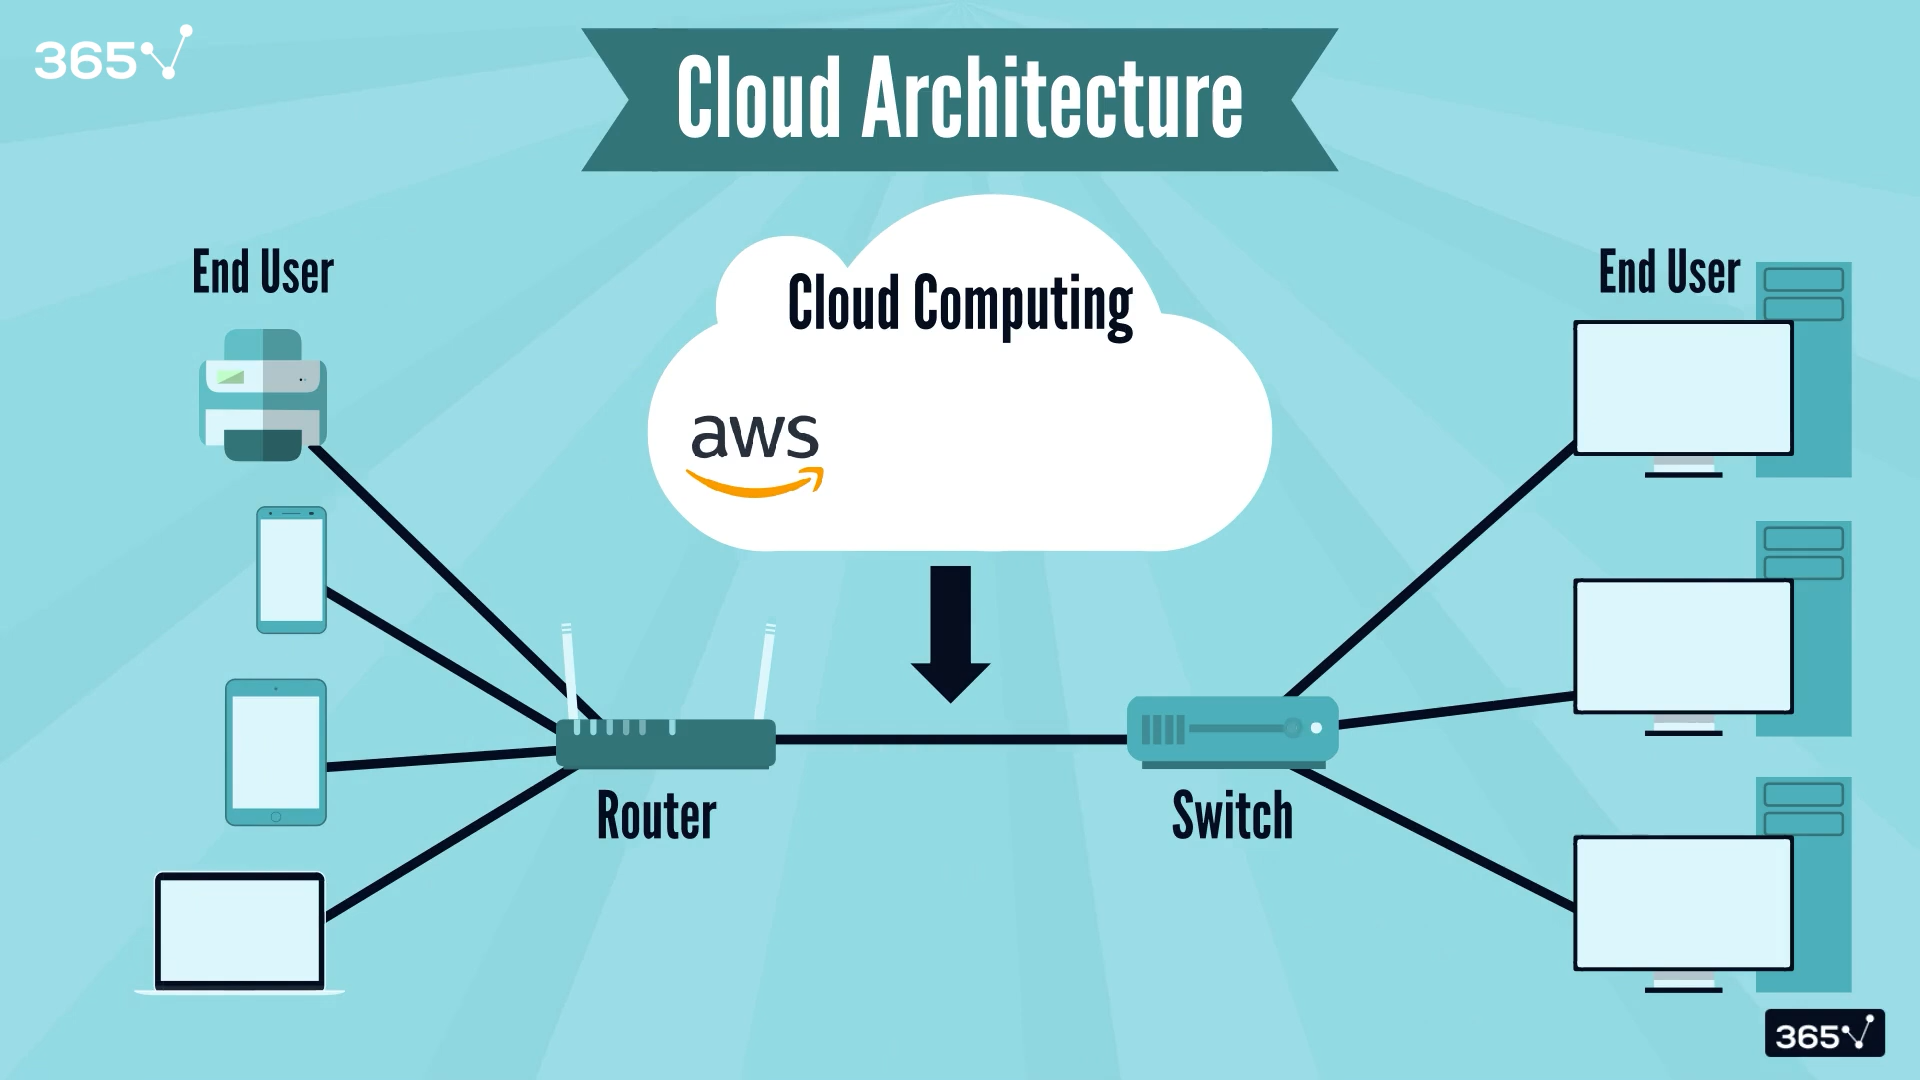 365
Cloud Architecture
End User
Cloud Computing
End User
aws
Router
Switch
365